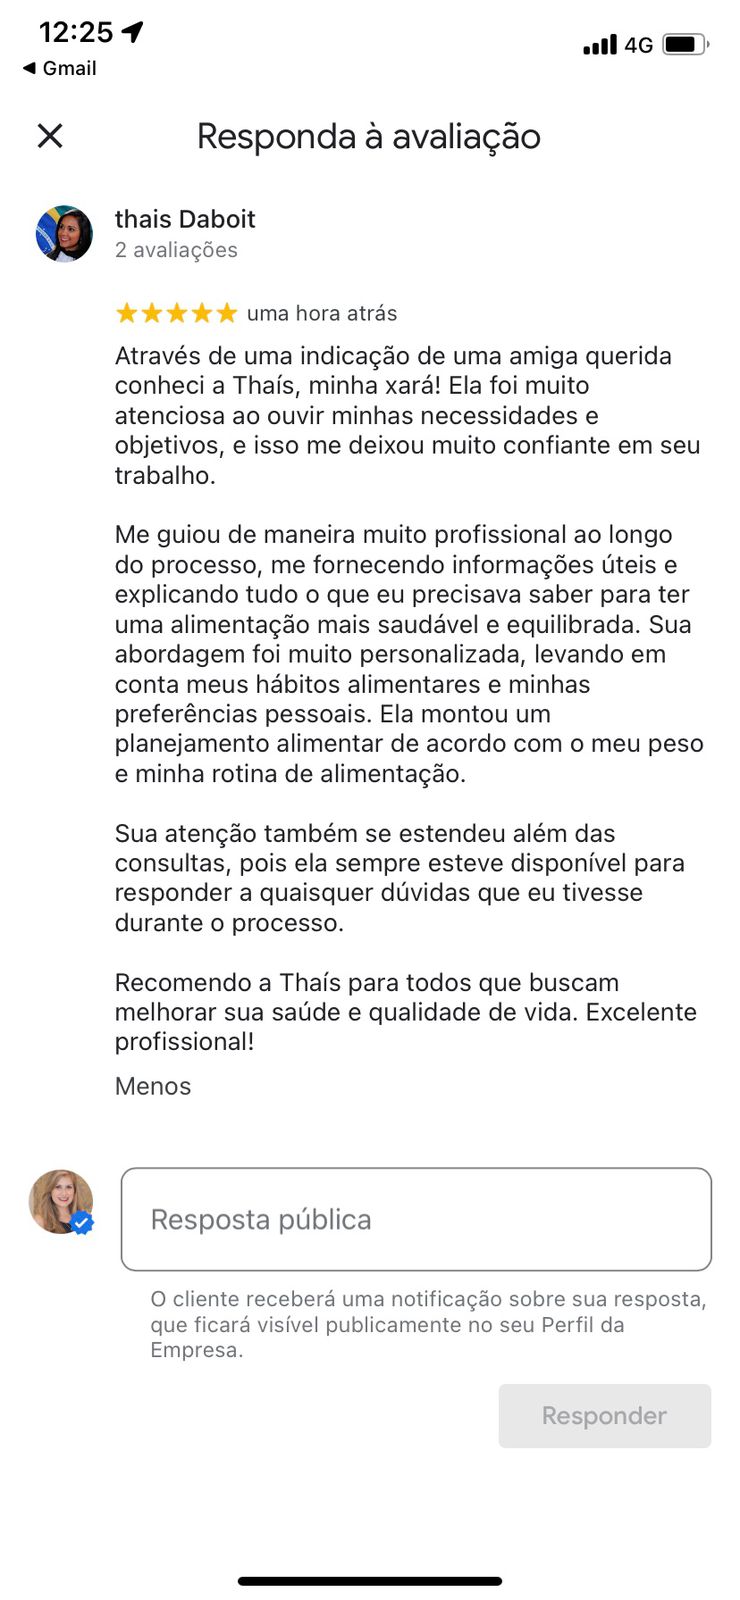 12:25
4G
◀ Gmail
Responda à avaliação
thais Daboit
2 avaliações
uma hora atrás
Através de uma indicação de uma amiga querida
conheci a Thaís, minha xará! Ela foi muito
atenciosa ao ouvir minhas necessidades e
objetivos, e isso me deixou muito confiante em seu
trabalho.
Me guiou de maneira muito profissional ao longo
do processo, me fornecendo informações úteis e
explicando tudo o que eu precisava saber para ter
uma alimentação mais saudável e equilibrada. Sua
abordagem foi muito personalizada, levando em
conta meus hábitos alimentares e minhas
preferências pessoais. Ela montou um
planejamento alimentar de acordo com o meu peso
e minha rotina de alimentação.
Sua atenção também se estendeu além das
consultas, pois ela sempre esteve disponível para
responder a quaisquer dúvidas que eu tivesse
durante o processo.
Recomendo a Thaís para todos que buscam
melhorar sua saúde e qualidade de vida. Excelente
profissional!
Menos
Resposta pública
O cliente receberá uma notificação sobre sua resposta,
que ficará visível publicamente no seu Perfil da
Empresa.
Responder